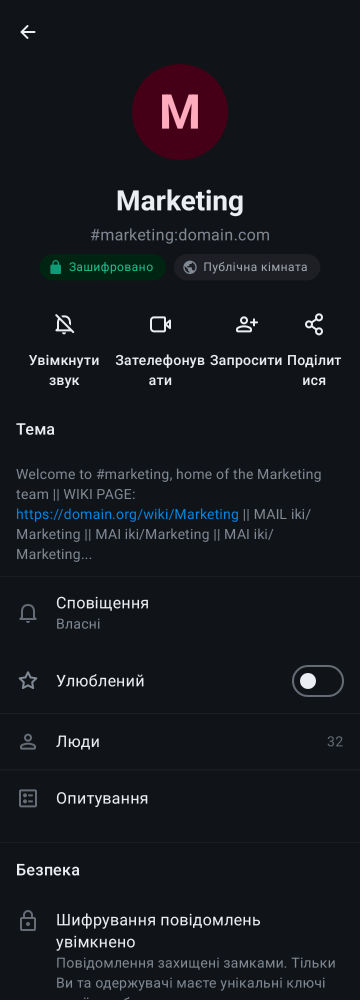 M
Marketing
#marketing:domain.com
Зашифровано
Публічна кімната
Увімкнути звук
Зателефонувати
Запросити
Поділитися
Тема
Welcome to #marketing, home of the Marketing
team || WIKI PAGE:
https://domain.org/wiki/Marketing || MAIL iki/
Marketing || MAI iki/Marketing || MAI iki/
Marketing...
Сповіщення
Власні
Улюблений
Люди
32
Опитування
Безпека
Шифрування повідомлень
увімкнено
Повідомлення захищені замками. Тільки
Ви та одержувачі маєте унікальні ключі